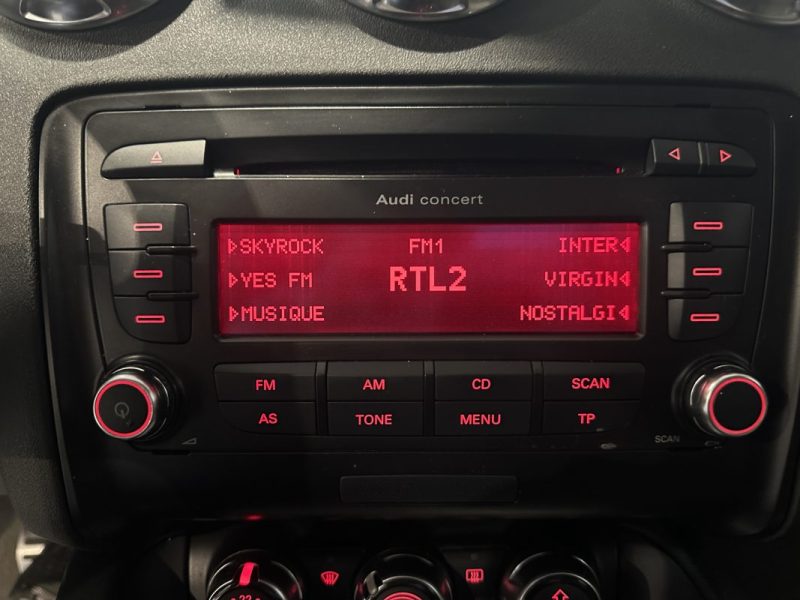 Audi concert
SKYROCK FM1 INTER
YES FM RTL2 VIRGIN
MUSIQUE NOSTALGI
FM AM CD SCAN
AS TONE MENU TP
SCAN
22